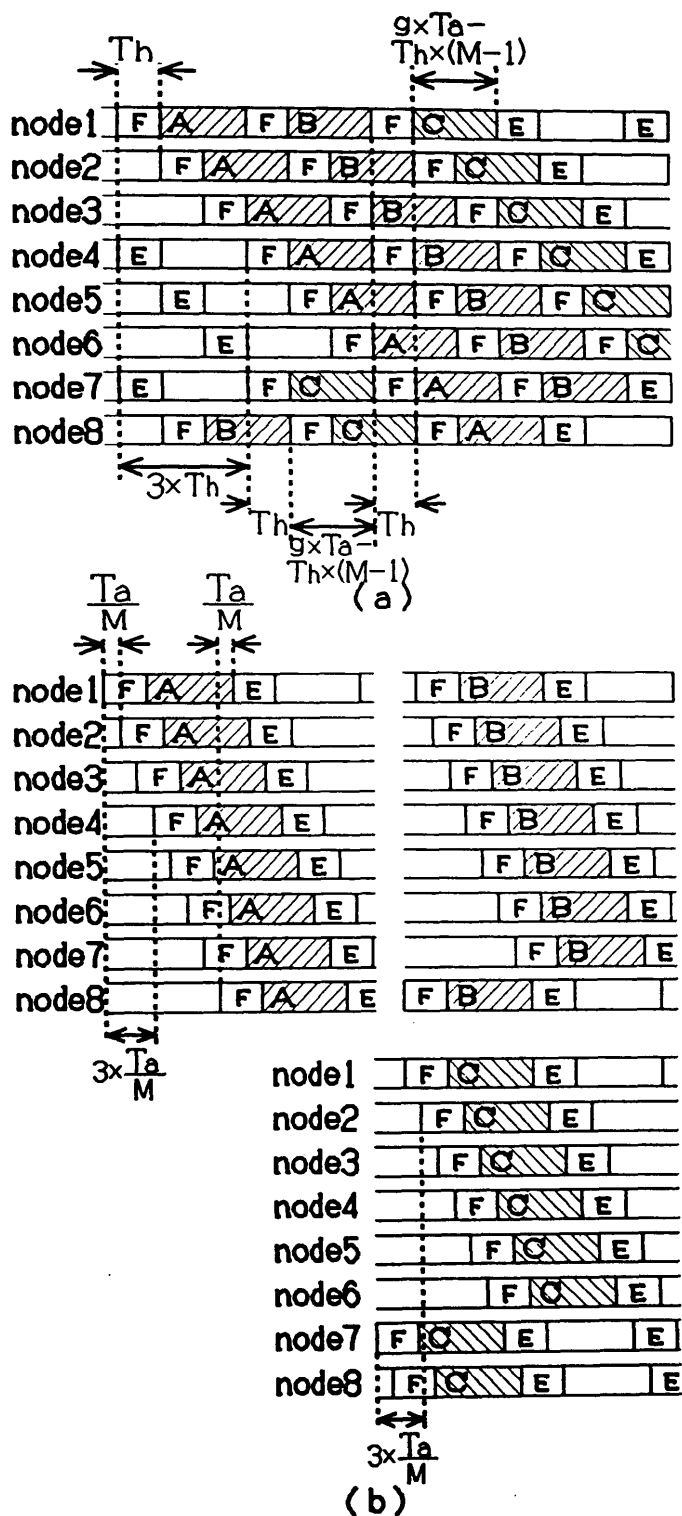 Th
g×Ta-
Th×(M-1)
node1 F A F B F C E E
node2 F A F B F C E
node3 F A F B F C E
node4 E F A F B F C E
node5 E F A F B F C
node6 E F A F B F C
node7 E F C F A F B E
node8 F B F C F A E
3×Th
Th
g×Ta-
Th×(M-1)
Th
(a)
Ta
M
Ta
M
node1 F A E F B E
node2 F A E F B E
node3 F A E F B E
node4 F A E F B E
node5 F A E F B E
node6 F A E F B E
node7 F A E F B E
node8 F A E F B E
3×Ta
M
node1 F C E
node2 F C E
node3 F C E
node4 F C E
node5 F C E
node6 F C E
node7 F C E E
node8 F C E E
3×Ta
M
(b)